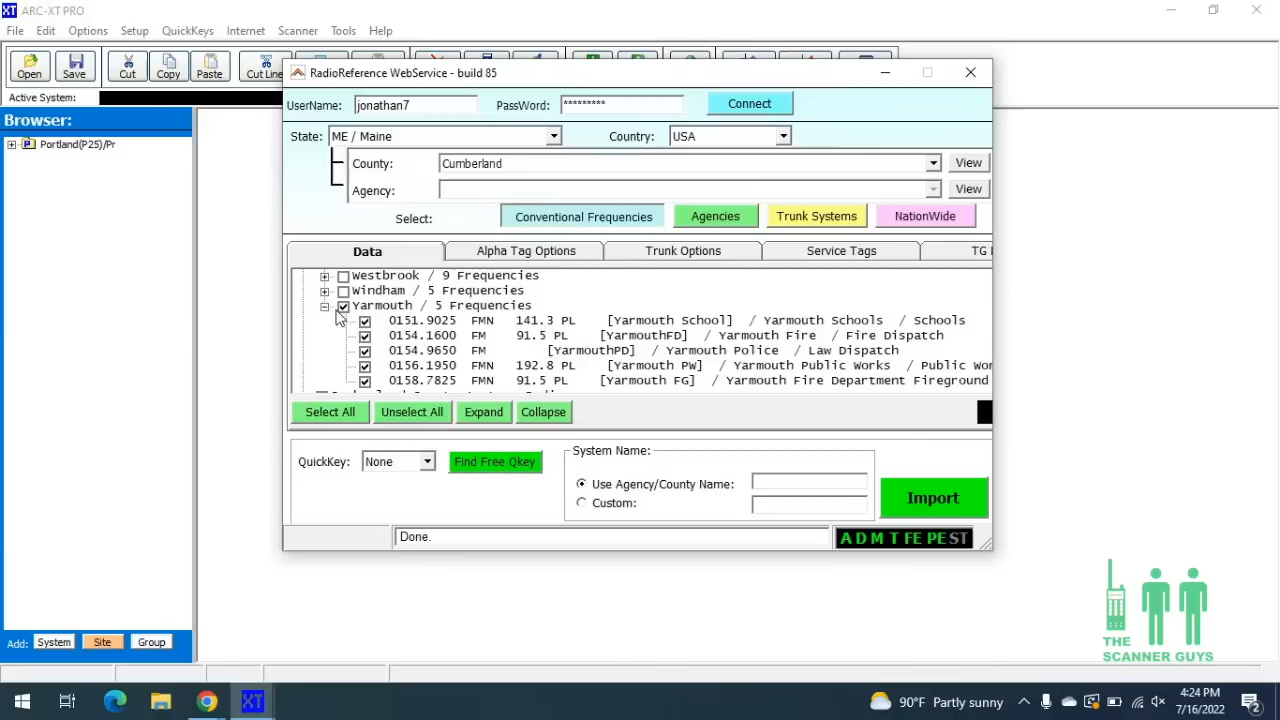 XT ARC-XT PRO
File Edit Options Setup QuickKeys Internet Scanner Tools Help
Open Save Cut Copy Paste Cut Line
Active System:
Browser:
Portland(P25)/Pr
RadioReference WebService - build 85
UserName: jonathan7 PassWord: ********* Connect
State: ME / Maine Country: USA
County: Cumberland View
Agency: View
Select: Conventional Frequencies Agencies Trunk Systems NationWide
Data Alpha Tag Options Trunk Options Service Tags TG
Westbrook / 9 Frequencies
Windham / 5 Frequencies
Yarmouth / 5 Frequencies
0151.9025 FMN 141.3 PL [Yarmouth School] / Yarmouth Schools / Schools
0154.1600 FM 91.5 PL [YarmouthFD] / Yarmouth Fire / Fire Dispatch
0154.9650 FM [YarmouthPD] / Yarmouth Police / Law Dispatch
0156.1950 FMN 192.8 PL [Yarmouth PW] / Yarmouth Public Works / Public Wo
0158.7825 FMN 91.5 PL [Yarmouth FG] / Yarmouth Fire Department Fireground
Select All Unselect All Expand Collapse
QuickKey: None Find Free Qkey
System Name:
Use Agency/County Name:
Custom:
Import
Done. A D M T FE PE ST
Add: System Site Group
THE
SCANNER GUYS
XT 90°F Partly sunny 4:24 PM
7/16/2022 2